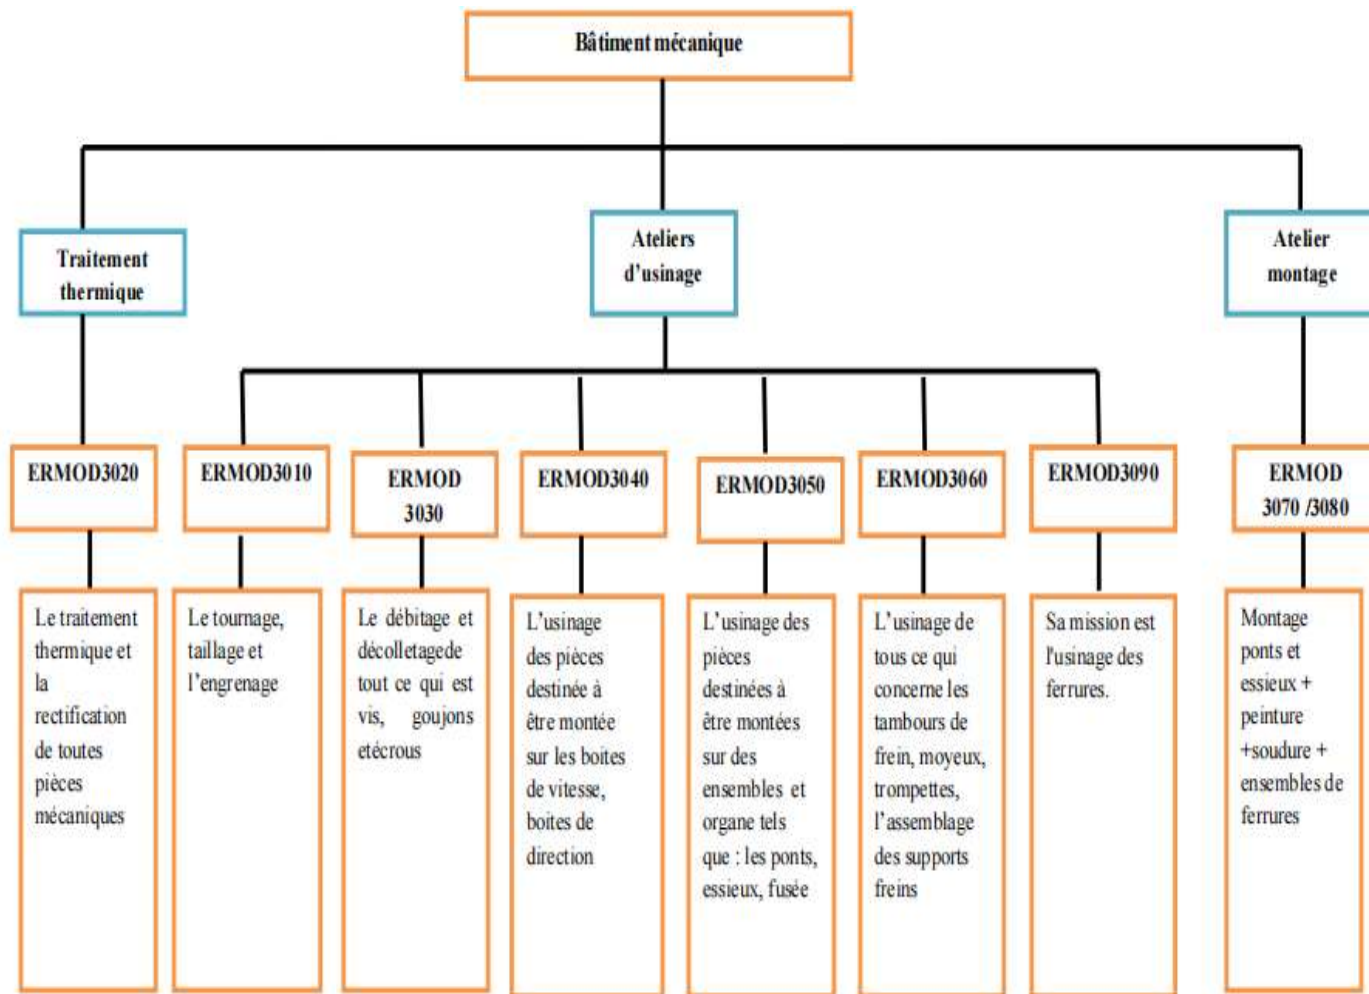 Bâtiment mécanique
Traitement
thermique
Ateliers
d’usinage
Atelier
montage
ERMOD3020
ERMOD3010
ERMOD
3030
ERMOD3040
ERMOD3050
ERMOD3060
ERMOD3090
ERMOD
3070 /3080
Le traitement
thermique et
la
rectification
de toutes
pièces
mécaniques
Le tournage,
taillage et
l’engrenage
Le débitage et
décolletagede
tout ce qui est
vis, goujons
etécrous
L’usinage
des pièces
destinée à
être montée
sur les boites
de vitesse,
boites de
direction
L’usinage des
pièces
destinées à
être montées
sur des
ensembles et
organe tels
que : les ponts,
essieux, fusée
L’usinage de
tous ce qui
concerne les
tambours de
frein, moyeux,
trompettes,
l’assemblage
des supports
freins
Sa mission est
l'usinage des
ferrures.
Montage
ponts et
essieux +
peinture
+soudure +
ensembles de
ferrures